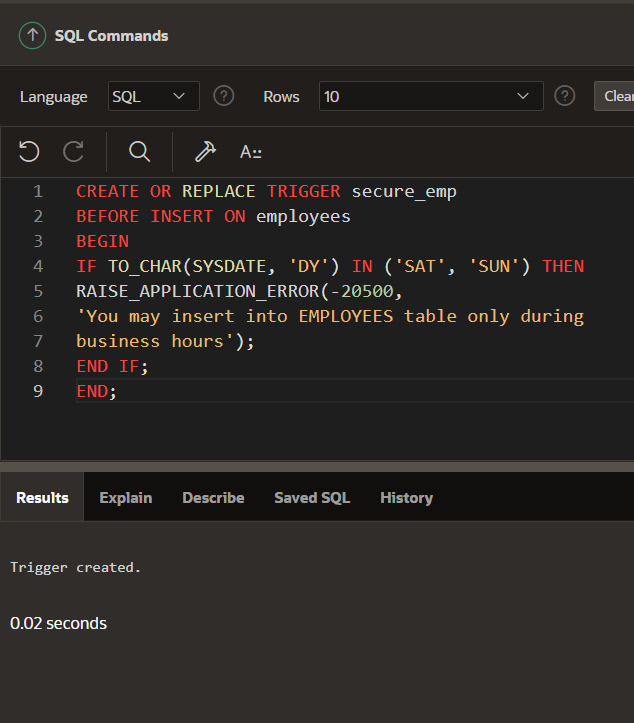 SQL Commands
Language SQL Rows 10 Clear
A::
1 CREATE OR REPLACE TRIGGER secure_emp
2 BEFORE INSERT ON employees
3 BEGIN
4 IF TO_CHAR(SYSDATE, 'DY') IN ('SAT', 'SUN') THEN
5 RAISE_APPLICATION_ERROR(-20500,
6 'You may insert into EMPLOYEES table only during
7 business hours');
8 END IF;
9 END;
Results Explain Describe Saved SQL History
Trigger created.
0.02 seconds